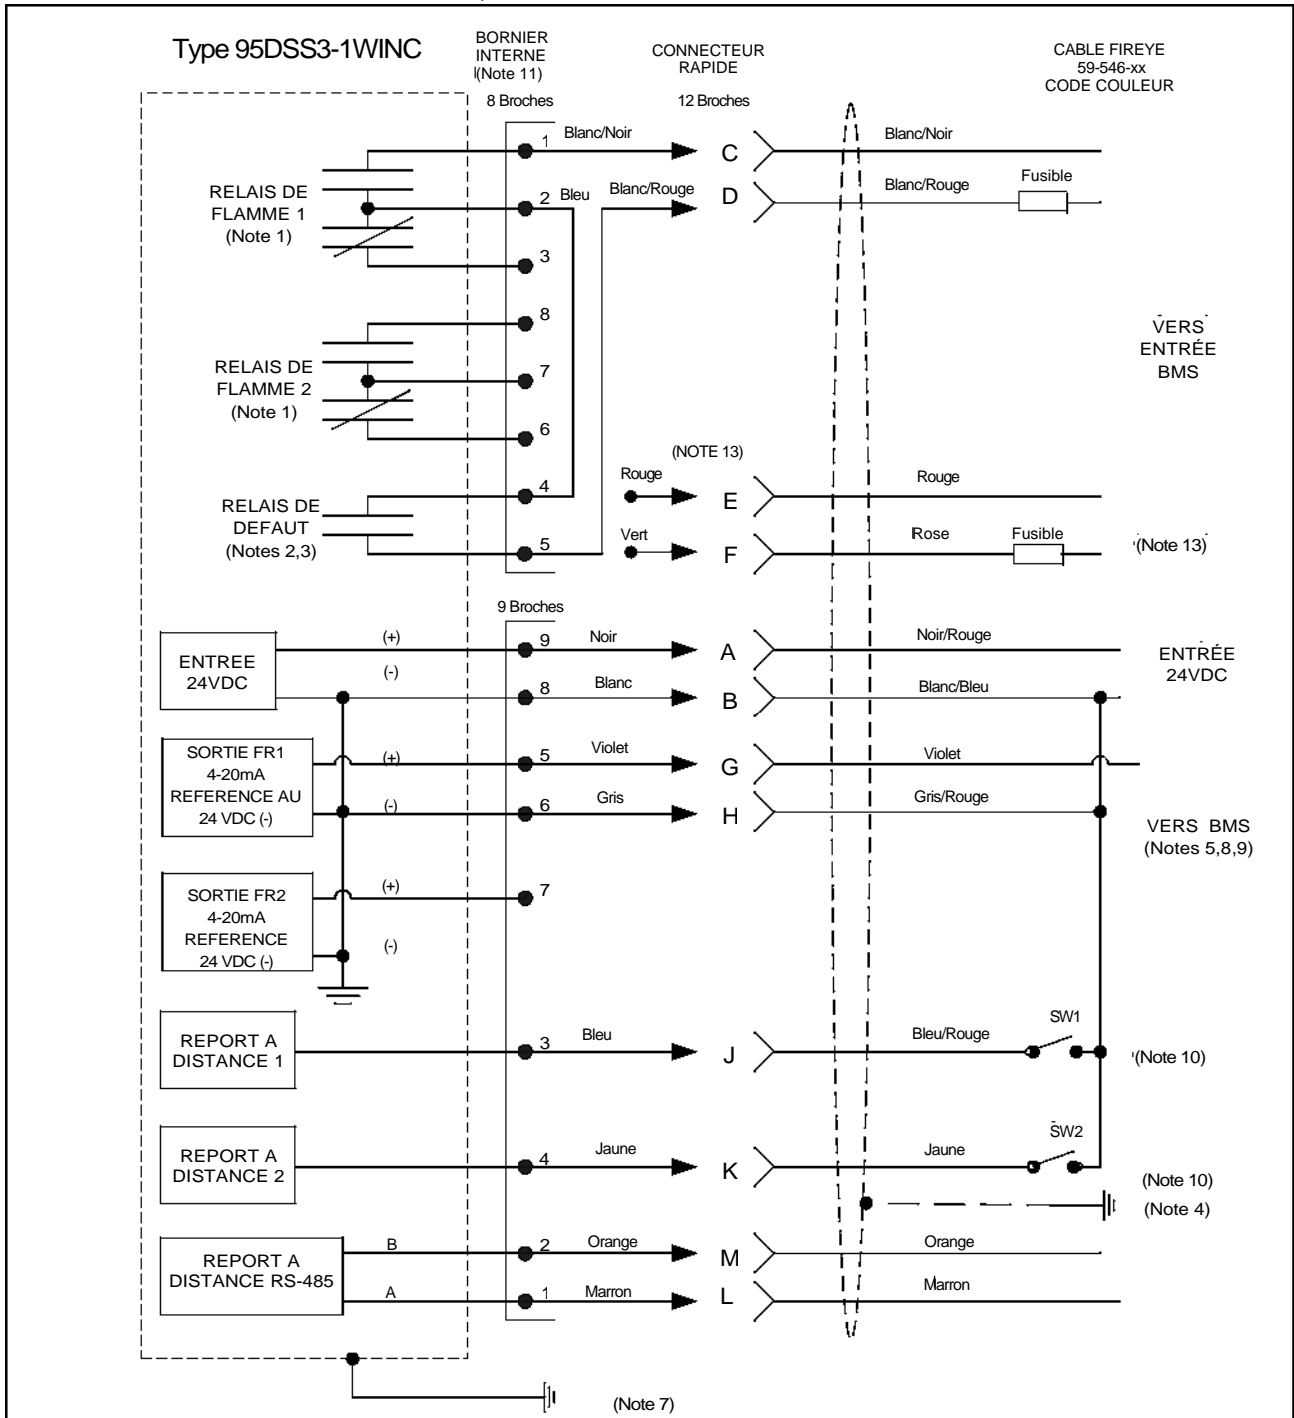 Type 95DSS3-1WINC
BORNIER
INTERNE
(Note 11)
CONNECTEUR
RAPIDE
CABLE FIREYE
59-546-xx
CODE COULEUR
8 Broches
12 Broches
1
Blanc/Noir
C
Blanc/Noir
RELAIS DE
FLAMME 1
(Note 1)
2
Bleu
Blanc/Rouge
D
Blanc/Rouge
Fusible
3
8
RELAIS DE
FLAMME 2
(Note 1)
7
6
VERS
ENTRÉE
BMS
(NOTE 13)
4
Rouge
E
Rouge
RELAIS DE
DEFAUT
(Notes 2,3)
5
Vert
F
Rose
Fusible
(Note 13)
9 Broches
ENTREE
24VDC
(+)
9
Noir
A
Noir/Rouge
ENTRÉE
24VDC
(-)
8
Blanc
B
Blanc/Bleu
SORTIE FR1
4-20mA
REFERENCE AU
24 VDC (-)
(+)
5
Violet
G
Violet
(-)
6
Gris
H
Gris/Rouge
VERS BMS
(Notes 5,8,9)
SORTIE FR2
4-20mA
REFERENCE
24 VDC (-)
(+)
7
(-)
REPORT A
DISTANCE 1
3
Bleu
J
Bleu/Rouge
SW1
(Note 10)
REPORT A
DISTANCE 2
4
Jaune
K
Jaune
SW2
(Note 10)
(Note 4)
REPORT A
DISTANCE RS-485
B
2
Orange
M
Orange
A
1
Marron
L
Marron
(Note 7)